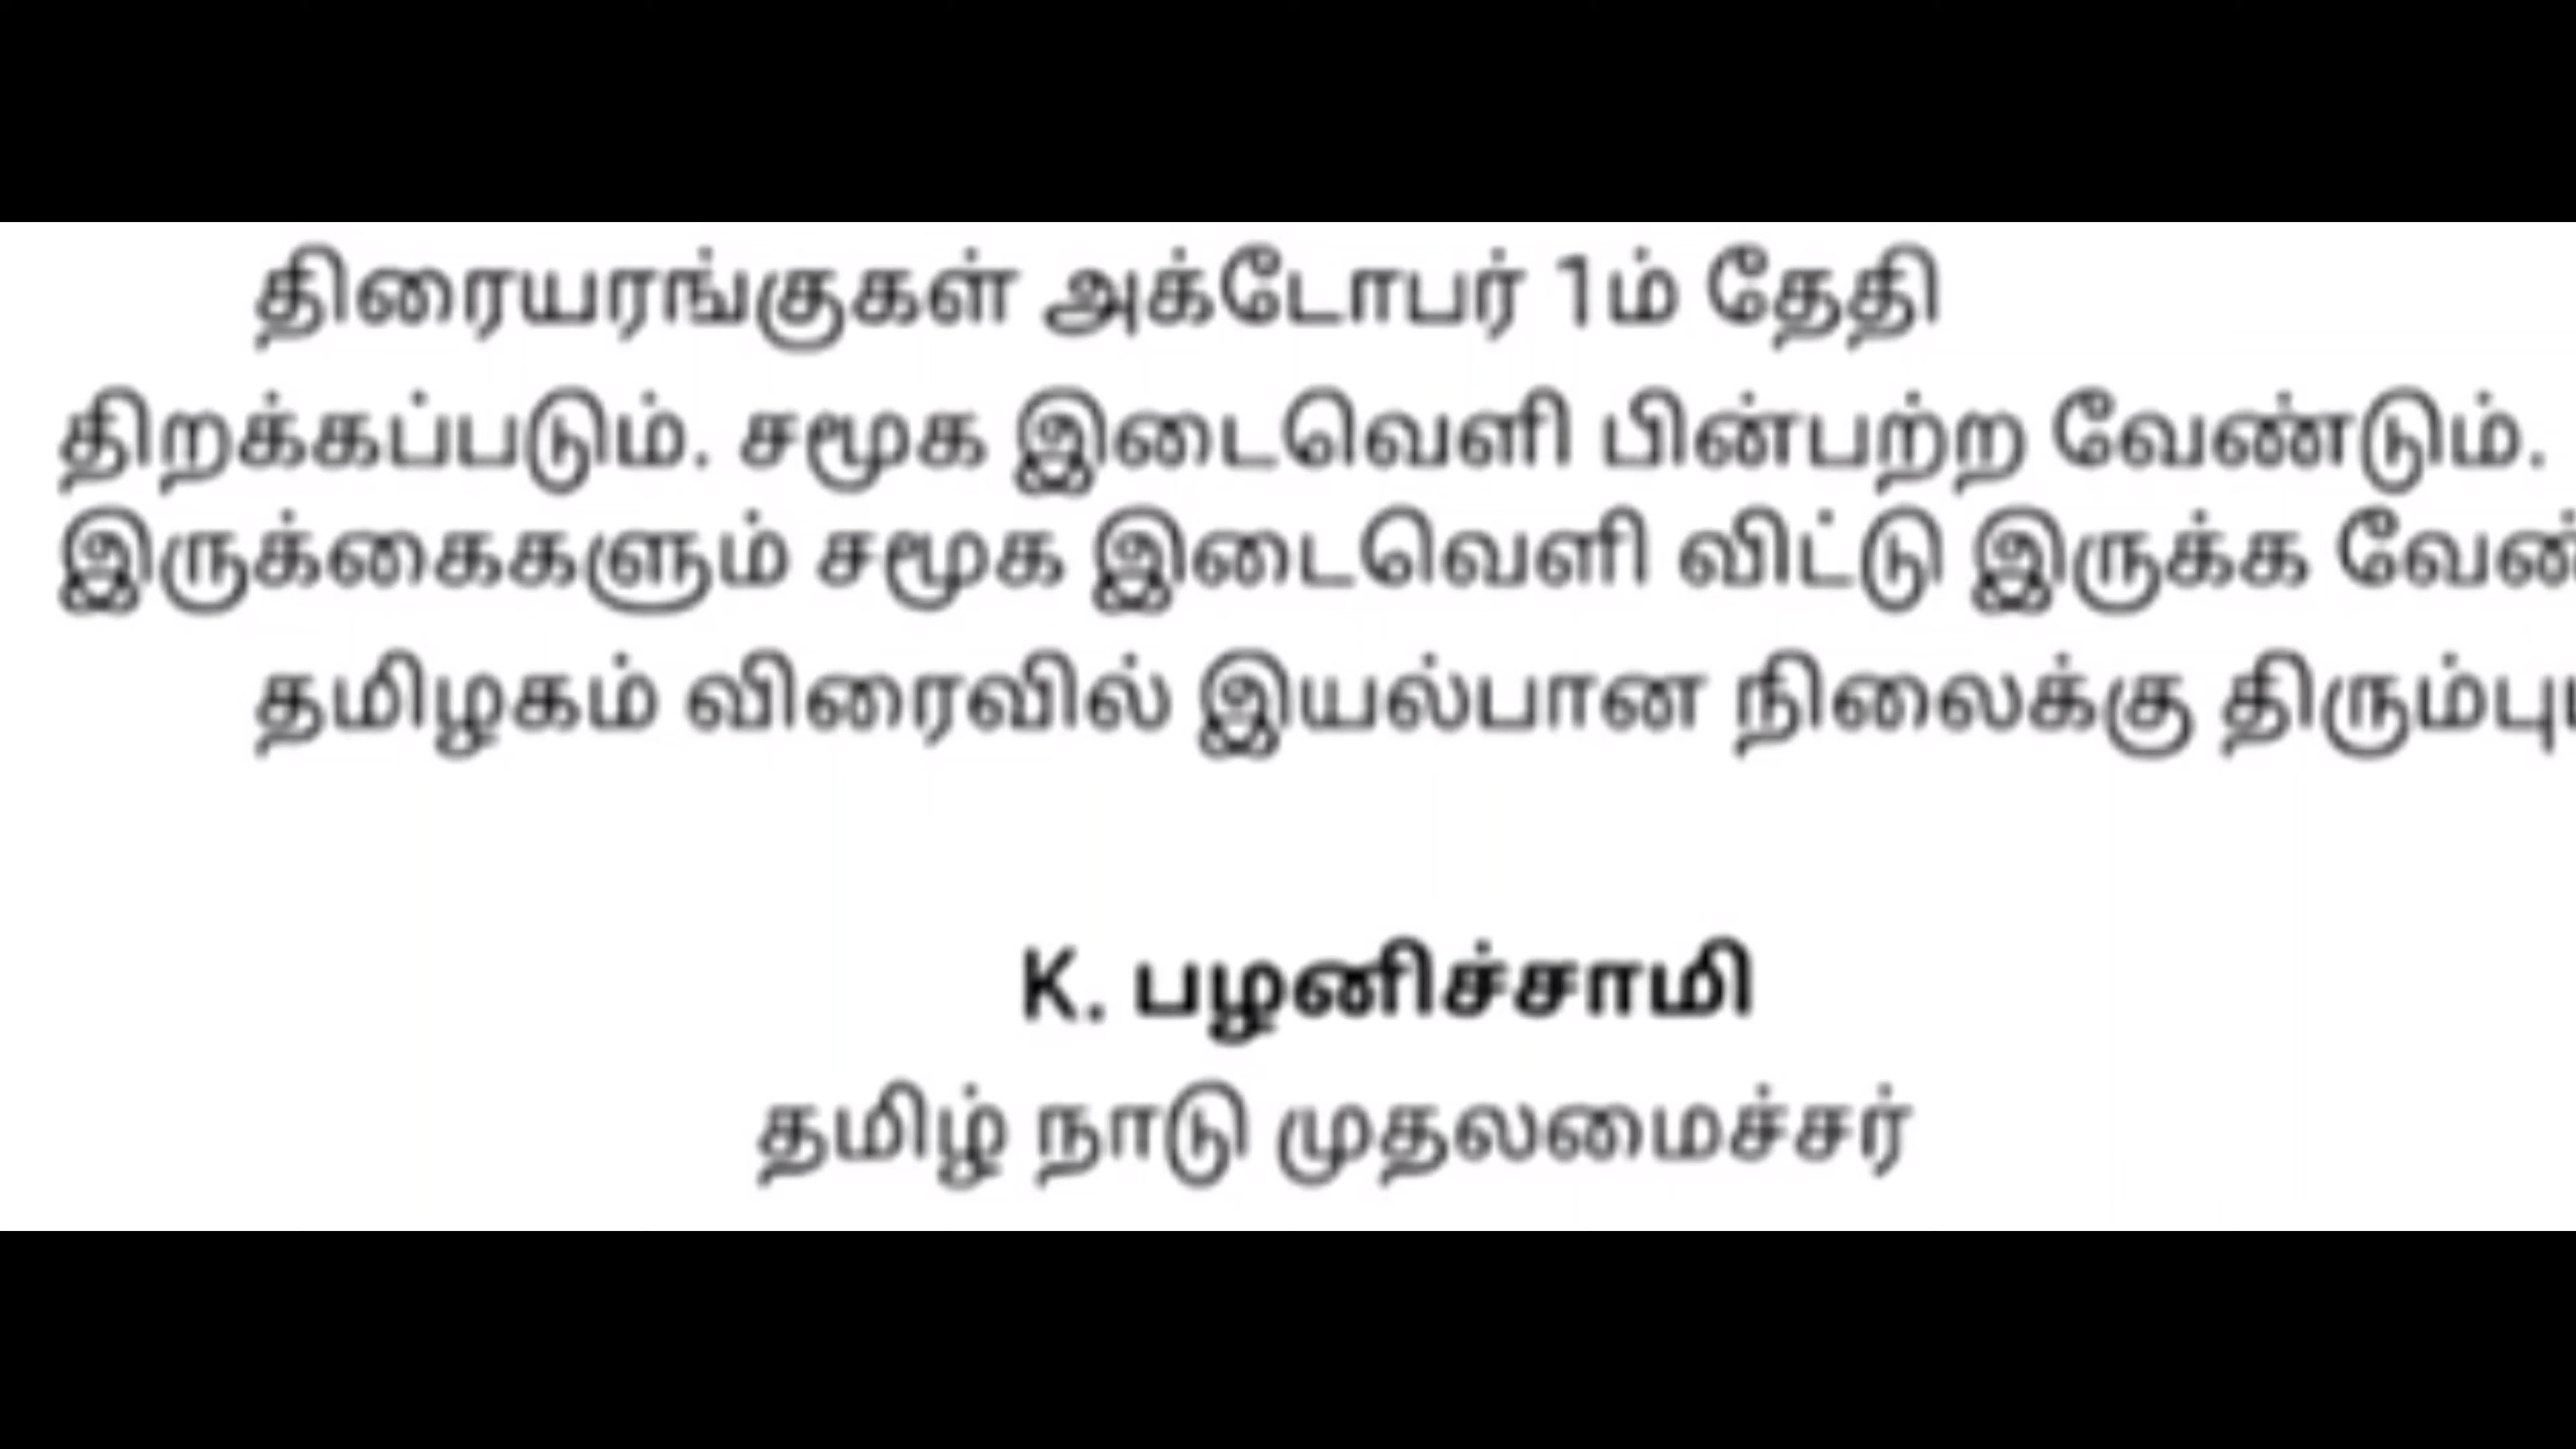 திரையரங்குகள் அக்டோபர் 1ம் தேதி
திறக்கப்படும். சமூக இடைவெளி பின்பற்ற வேண்டும்.
இருக்கைகளும் சமூக இடைவெளி விட்டு இருக்க
தமிழகம் விரைவில் இயல்பான நிலைக்கு
K. பழனிச்சாமி
தமிழ் நாடு முதலமைச்சர்